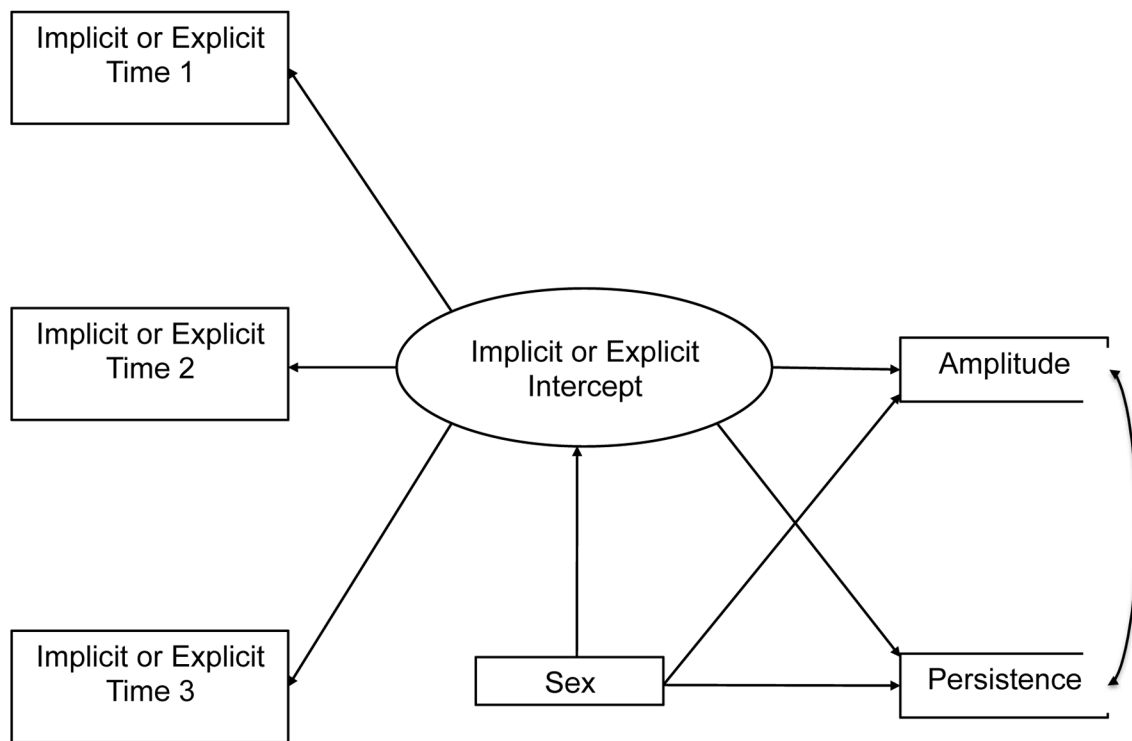 Implicit or Explicit
Time 1
Implicit or Explicit
Time 2
Implicit or Explicit
Intercept
Amplitude
Implicit or Explicit
Time 3
Sex
Persistence